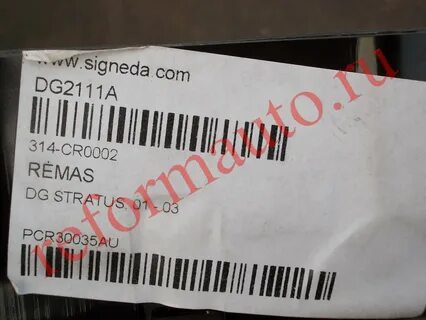 www.signeda.com
DG2111A
314-CR0002
RĖMAS
DG STRATUS, 01 - 03
PCR30035AU
reformauto.ru